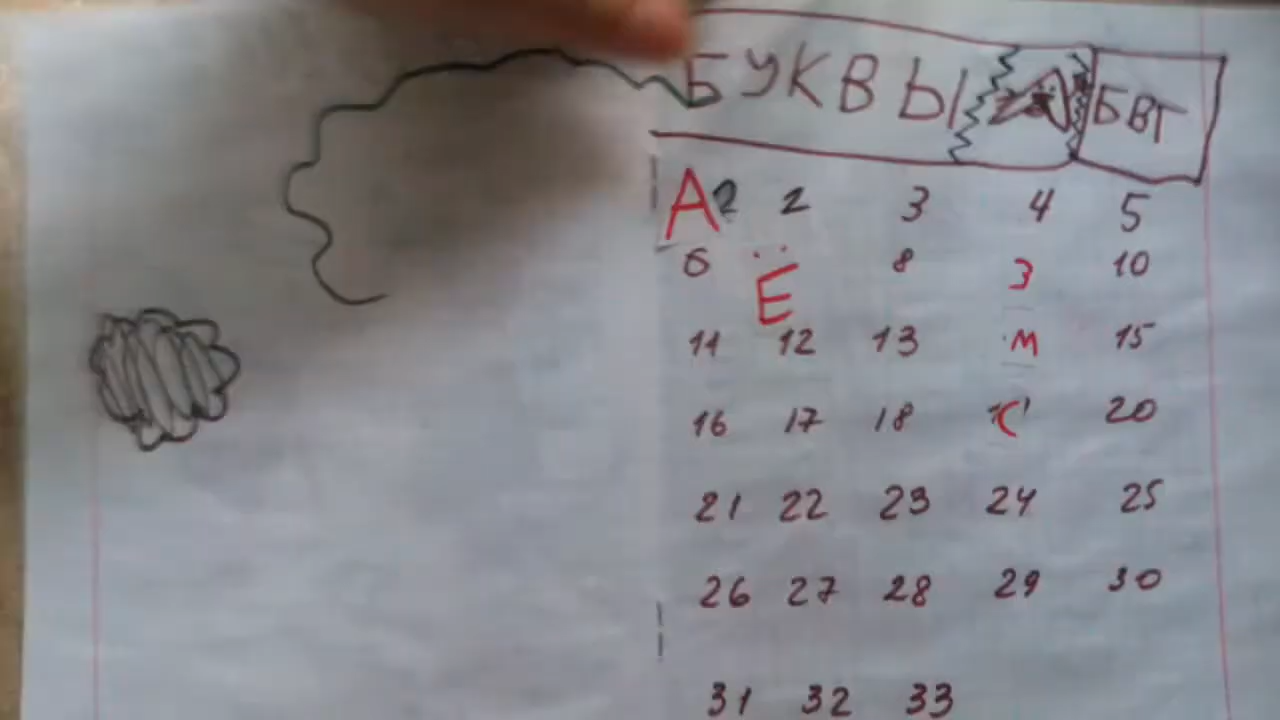 БУКВЫ БВГ
А 2 3 4 5
6 Ё 8 З 10
11 12 13 М 15
16 17 18 С 20
21 22 23 24 25
26 27 28 29 30
31 32 33